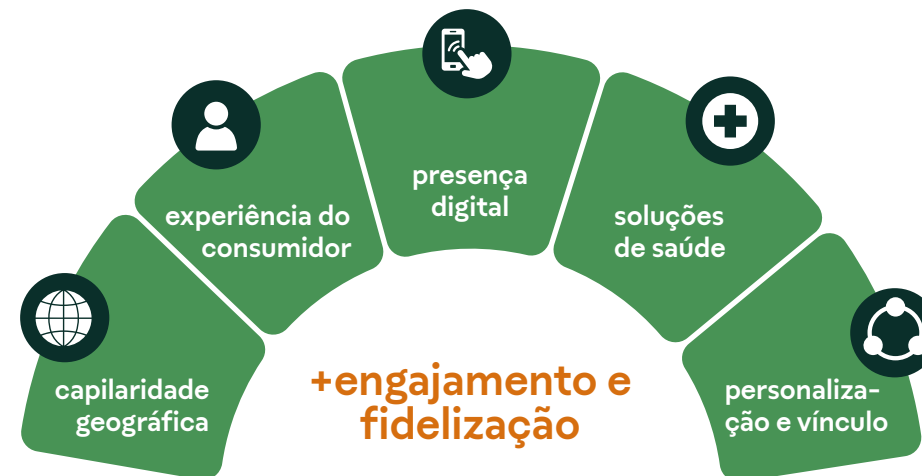 capilaridade
geográfica
experiência do
consumidor
presença
digital
soluções
de saúde
personaliza-
ção e vínculo
+engajamento e
fidelização